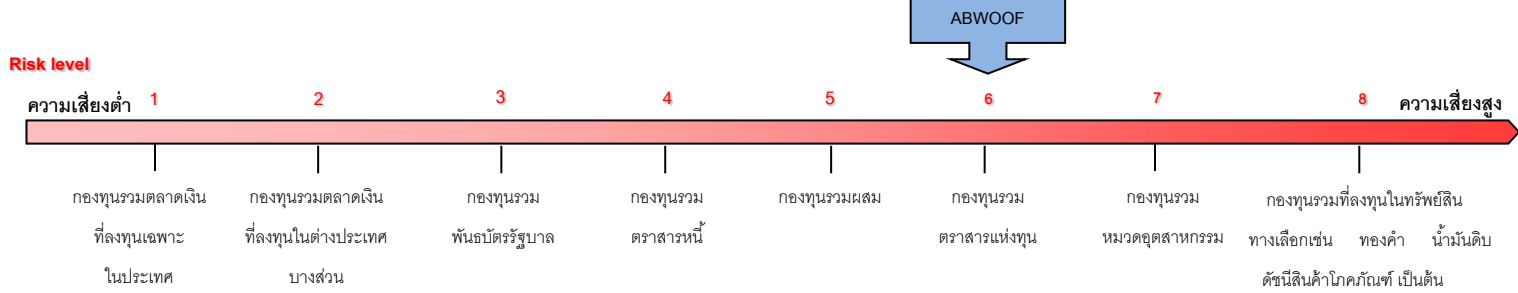 ABWOOF
Risk level
ความเสี่ยงต่ำ 1 2 3 4 5 6 7 8 ความเสี่ยงสูง
กองทุนรวมตลาดเงิน กองทุนรวมตลาดเงิน กองทุนรวม กองทุนรวม กองทุนรวมผสม กองทุนรวม กองทุนรวม กองทุนรวมที่ลงทุนในทรัพย์สิน
ที่ลงทุนเฉพาะ ที่ลงทุนในต่างประเทศ พันธบัตรรัฐบาล ตราสารหนี้ ตราสารแห่งทุน หมวดอุตสาหกรรม ทางเลือกเช่น ทองคำ น้ำมันดิบ
ในประเทศ บางส่วน ดัชนีสินค้าโภคภัณฑ์ เป็นต้น